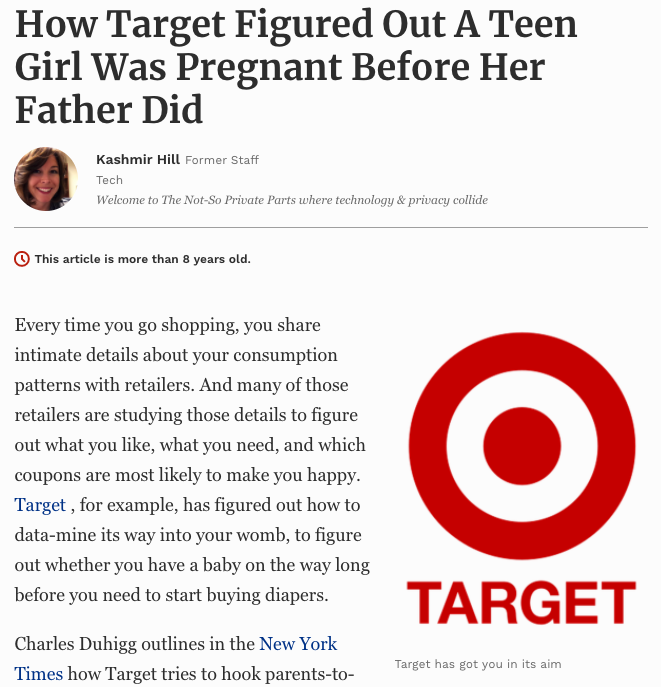 How Target Figured Out A Teen
Girl Was Pregnant Before Her
Father Did
Kashmir Hill Former Staff
Tech
Welcome to The Not-So Private Parts where technology & privacy collide
This article is more than 8 years old.
Every time you go shopping, you share
intimate details about your consumption
patterns with retailers. And many of those
retailers are studying those details to figure
out what you like, what you need, and which
coupons are most likely to make you happy.
Target , for example, has figured out how to
data-mine its way into your womb, to figure
out whether you have a baby on the way long
before you need to start buying diapers.
Charles Duhigg outlines in the New York
Times how Target tries to hook parents-to-
TARGET
Target has got you in its aim